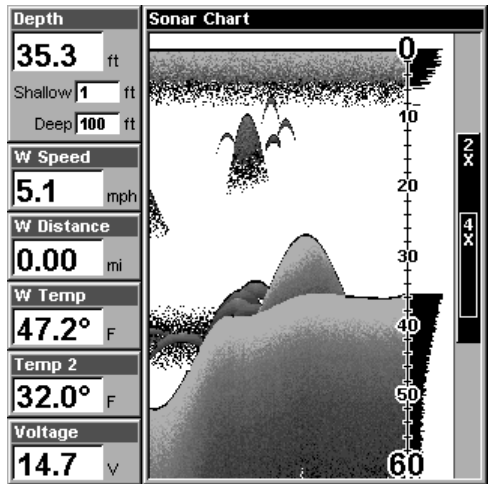 Depth
35.3 ft
Shallow 1 ft
Deep 100 ft
W Speed
5.1 mph
W Distance
0.00 mi
W Temp
47.2° F
Temp 2
32.0° F
Voltage
14.7 V
Sonar Chart
0
10
20
30
40
50
60
2X
4X